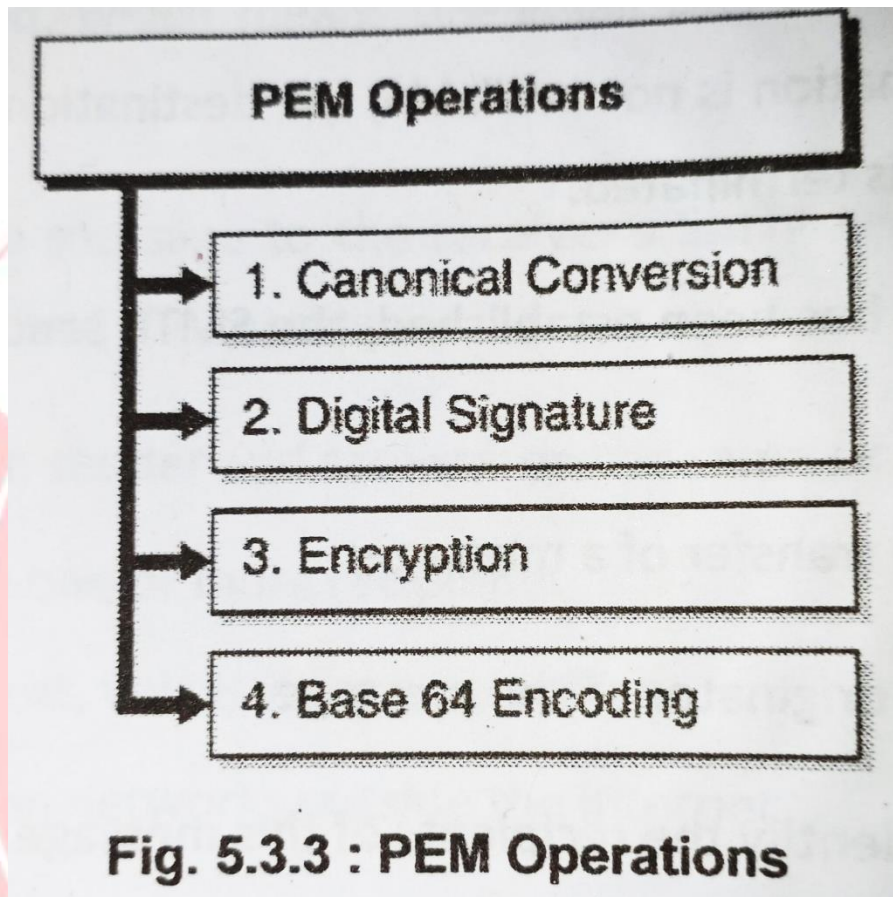 PEM Operations
1. Canonical Conversion
2. Digital Signature
3. Encryption
4. Base 64 Encoding
Fig. 5.3.3 : PEM Operations